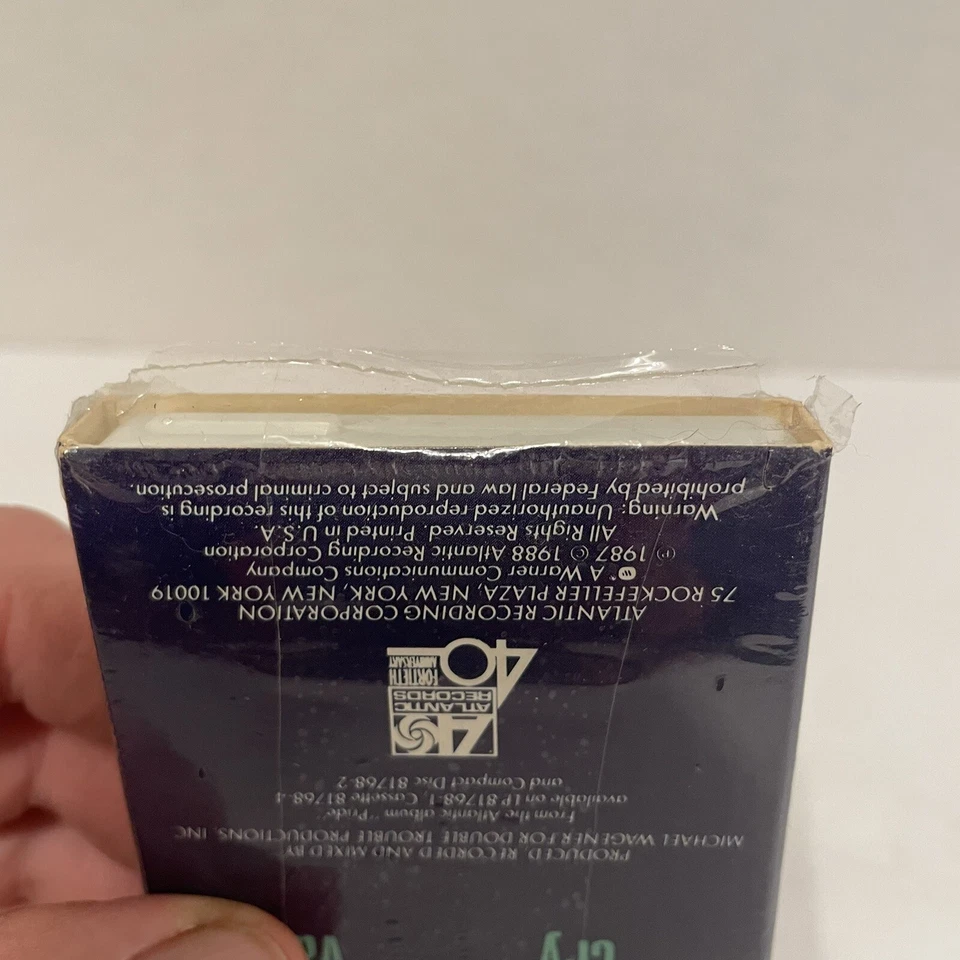 cry
PRODUCED, RECORDED AND MIXED BY
MICHAEL WAGENER FOR DOUBLE TROUBLE PRODUCTIONS, INC
From the Atlantic album "Pride"
available on LP 81768-1, Cassette 81768-4
and Compact Disc 81768-2
ATLANTIC
RECORDS
40
FORTIETH
ANNIVERSARY
ATLANTIC RECORDING CORPORATION
75 ROCKEFELLER PLAZA, NEW YORK, NEW YORK 10019
A Warner Communications Company
℗ 1987 © 1988 Atlantic Recording Corporation
All Rights Reserved. Printed in U.S.A.
Warning: Unauthorized reproduction of this recording is
prohibited by Federal law and subject to criminal prosecution.